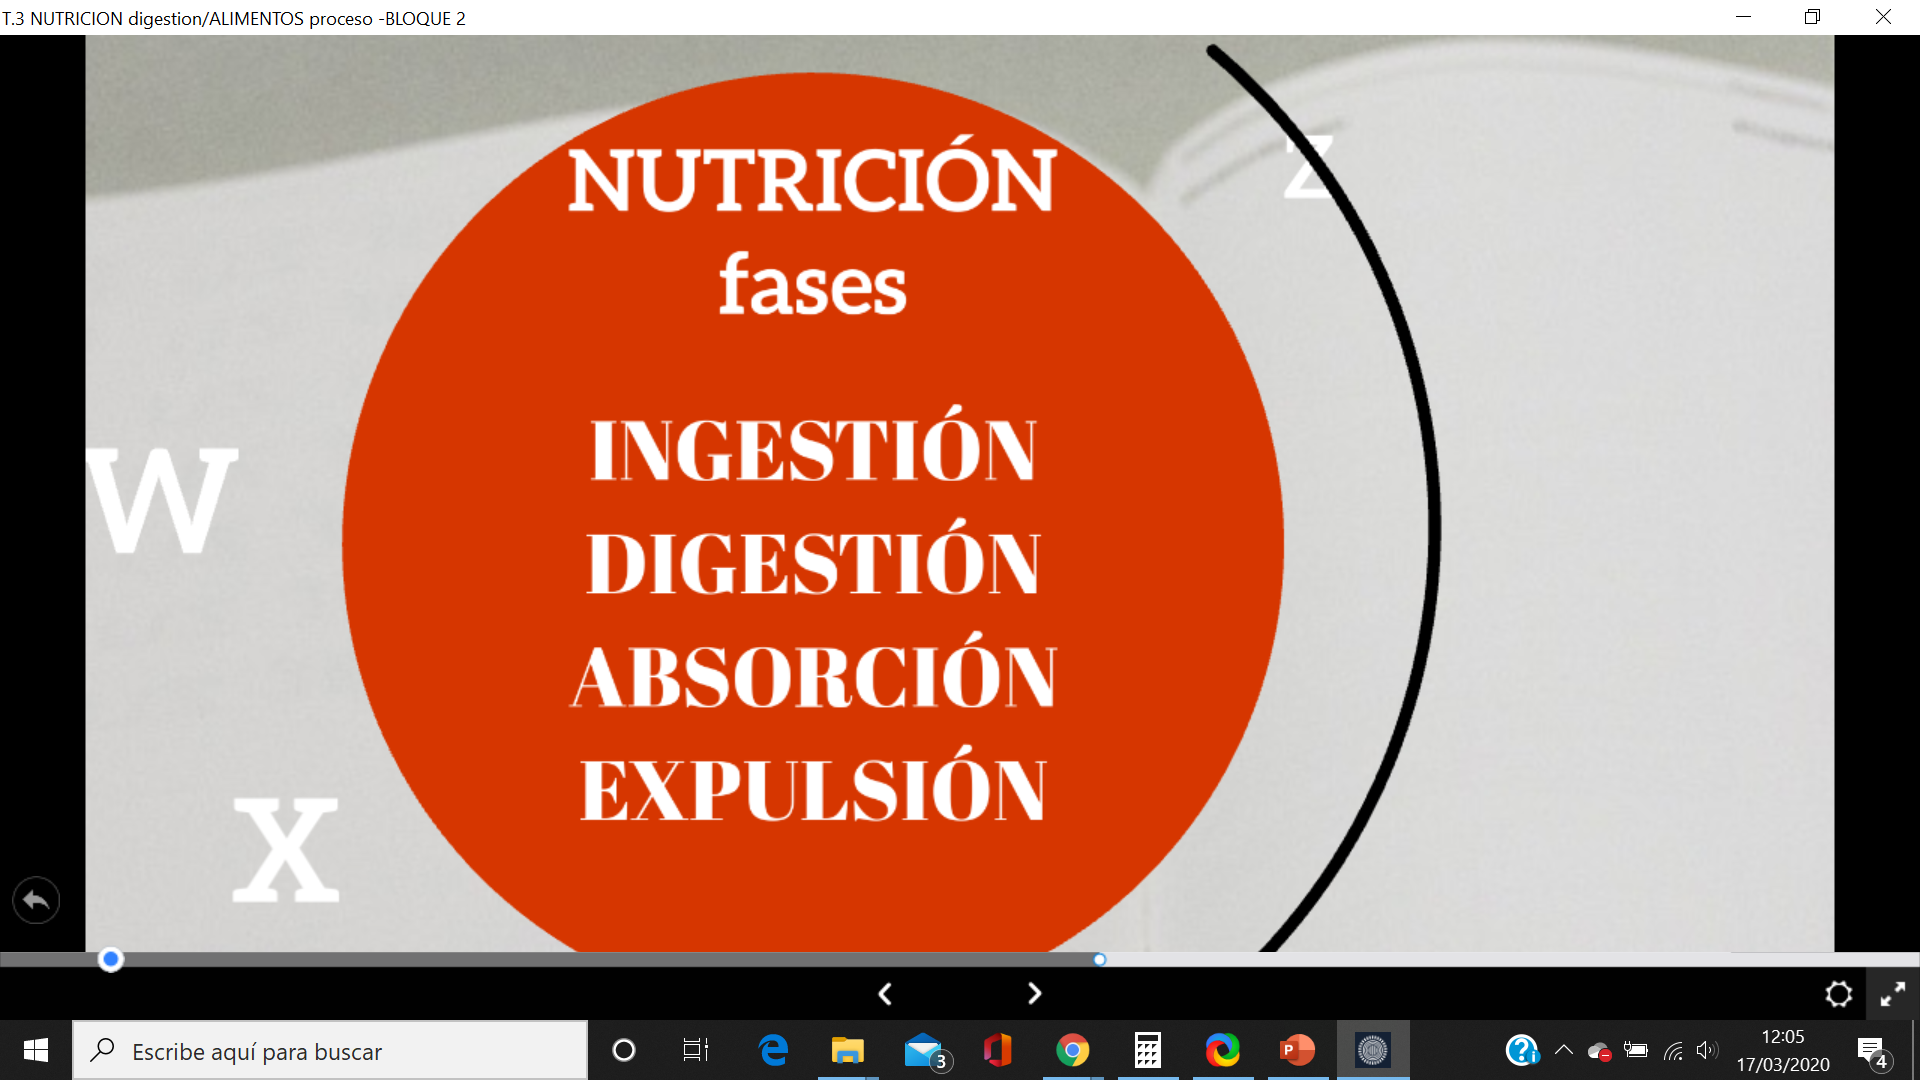 T.3 NUTRICION digestion/ALIMENTOS proceso -BLOQUE 2
NUTRICIÓN
fases
Z
INGESTIÓN
W
DIGESTIÓN
ABSORCIÓN
EXPULSIÓN
X
Escribe aquí para buscar
3
P
12:05
17/03/2020
4